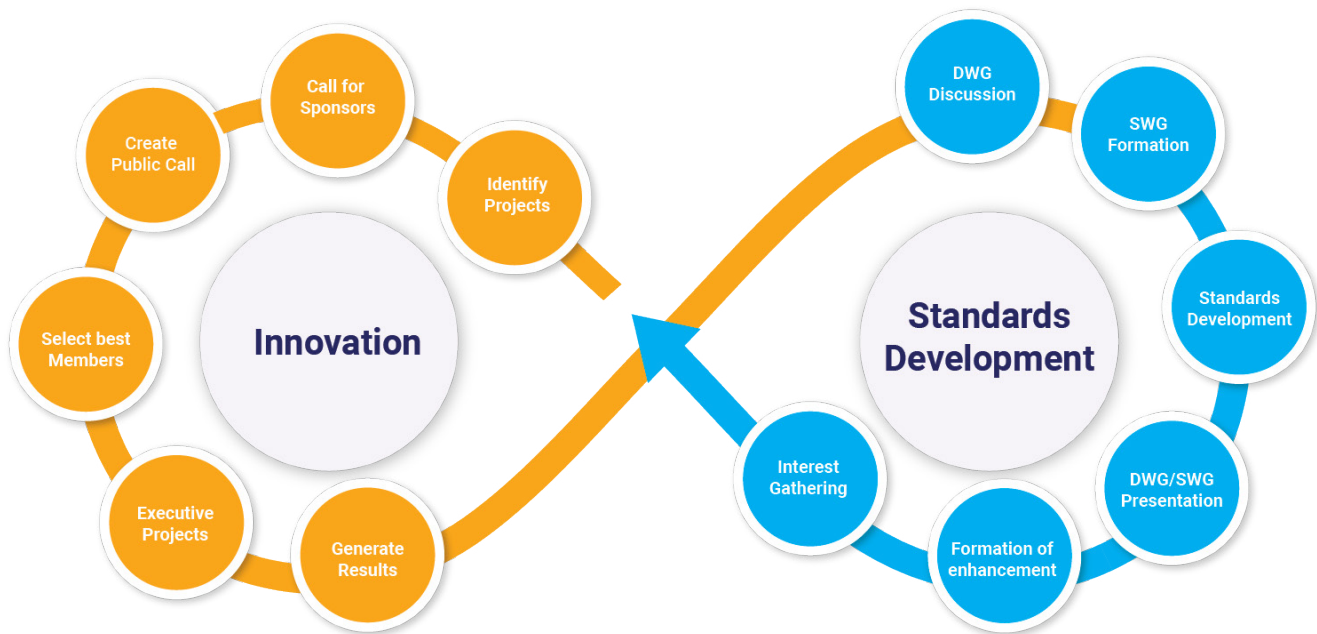 Call for
Sponsors
Create
Public Call
Identify
Projects
Select best
Members
Innovation
Executive
Projects
Generate
Results
DWG
Discussion
SWG
Formation
Standards
Development
Standards
Development
DWG/SWG
Presentation
Formation of
enhancement
Interest
Gathering